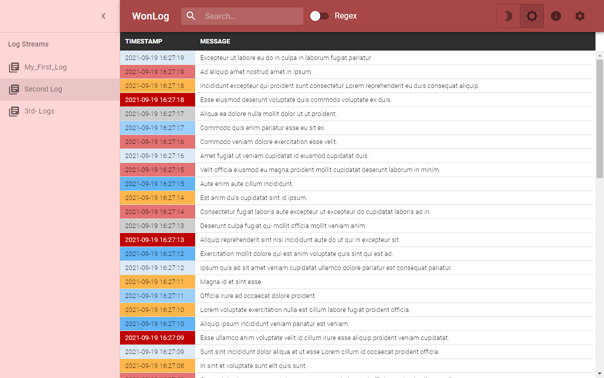 WonLog
Search...
Regex
Log Streams
My_First_Log
Second Log
3rd- Logs
TIMESTAMP MESSAGE
2021-09-19 16:27:19 Excepteur ut labore eu do in culpa in laborum fugiat pariatur.
2021-09-19 16:27:19 Ad aliquip amet nostrud amet in ipsum.
2021-09-19 16:27:18 Incididunt excepteur qui proident sunt consectetur Lorem reprehenderit eu duis consequat aliquip.
2021-09-19 16:27:18 Esse eiusmod deserunt voluptate quis commodo voluptate ex duis.
2021-09-19 16:27:17 Aliqua ea dolore nulla mollit dolor ut ut proident.
2021-09-19 16:27:17 Commodo quis enim pariatur esse eu sit ex.
2021-09-19 16:27:16 Commodo veniam dolore exercitation esse velit.
2021-09-19 16:27:16 Amet fugiat ut veniam cupidatat id eiusmod cupidatat duis.
2021-09-19 16:27:15 Velit officia eiusmod eu magna proident mollit cupidatat deserunt laborum in minim.
2021-09-19 16:27:15 Aute enim aute cillum incididunt.
2021-09-19 16:27:14 Est anim duis cupidatat sint id ipsum.
2021-09-19 16:27:14 Consectetur fugiat laboris aute excepteur ut excepteur do cupidatat laboris ad in.
2021-09-19 16:27:13 Deserunt culpa fugiat qui mollit officia mollit veniam anim.
2021-09-19 16:27:13 Aliquip reprehenderit sint nisi incididunt aute do ut qui in excepteur sit.
2021-09-19 16:27:12 Exercitation mollit dolore qui est anim voluptate quis sint qui est ad.
2021-09-19 16:27:12 Ipsum quis ad sit amet veniam cupidatat ullamco dolore pariatur est consequat pariatur.
2021-09-19 16:27:11 Magna id et sint esse.
2021-09-19 16:27:11 Officia irure ad occaecat dolore proident.
2021-09-19 16:27:10 Lorem voluptate exercitation nulla est cillum labore fugiat proident officia.
2021-09-19 16:27:10 Aliquip ipsum incididunt veniam pariatur est veniam.
2021-09-19 16:27:09 Esse ullamco anim voluptate velit id cillum irure esse aliquip proident veniam cupidatat.
2021-09-19 16:27:09 Sunt sint incididunt dolor aliqua et ut esse Lorem cillum id occaecat proident officia.
2021-09-19 16:27:08 In sint et voluptate sunt elit quis sunt.